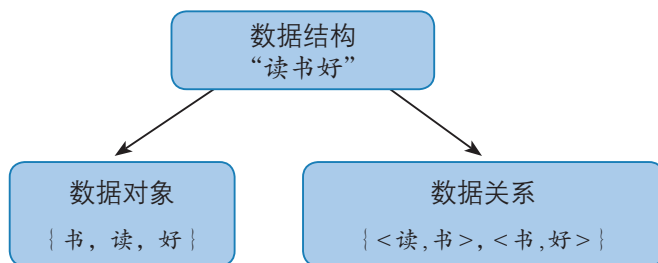 数据结构
“读书好”
数据对象
{书，读，好}
数据关系
{<读,书>，<书,好>}